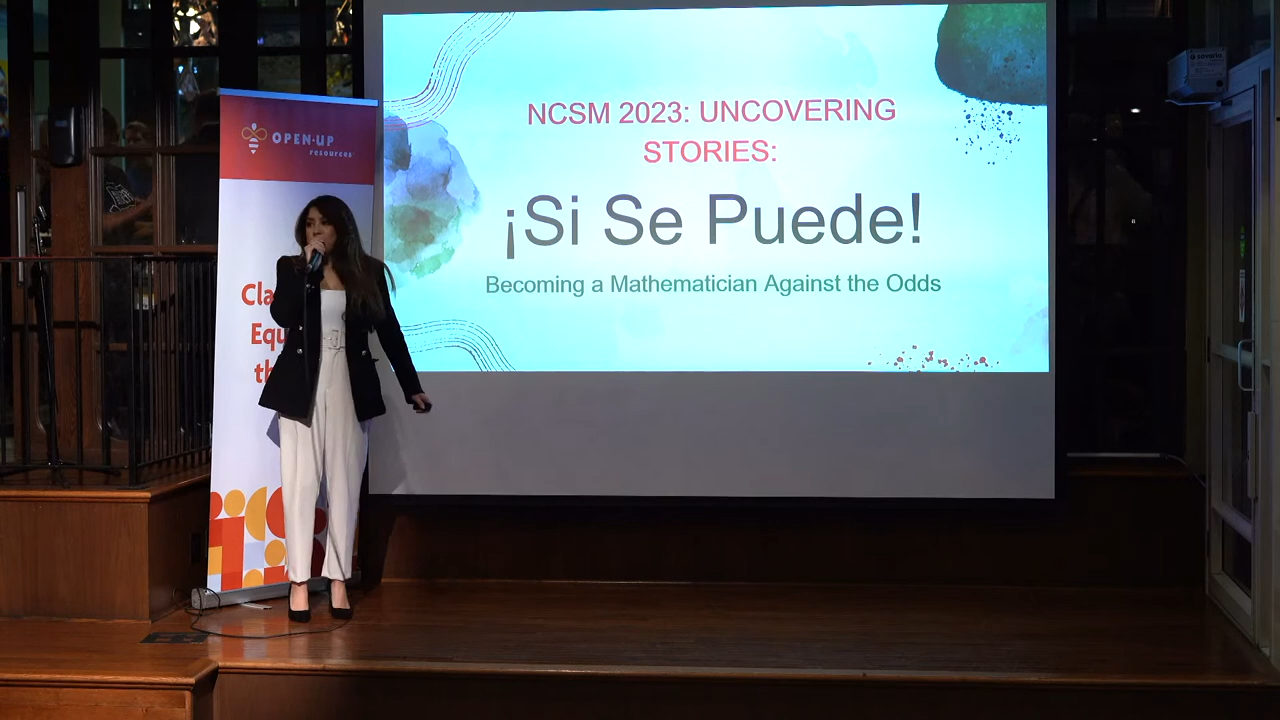 OPEN-UP
resources
NCSM 2023: UNCOVERING
STORIES:
¡Si Se Puede!
Becoming a Mathematician Against the Odds